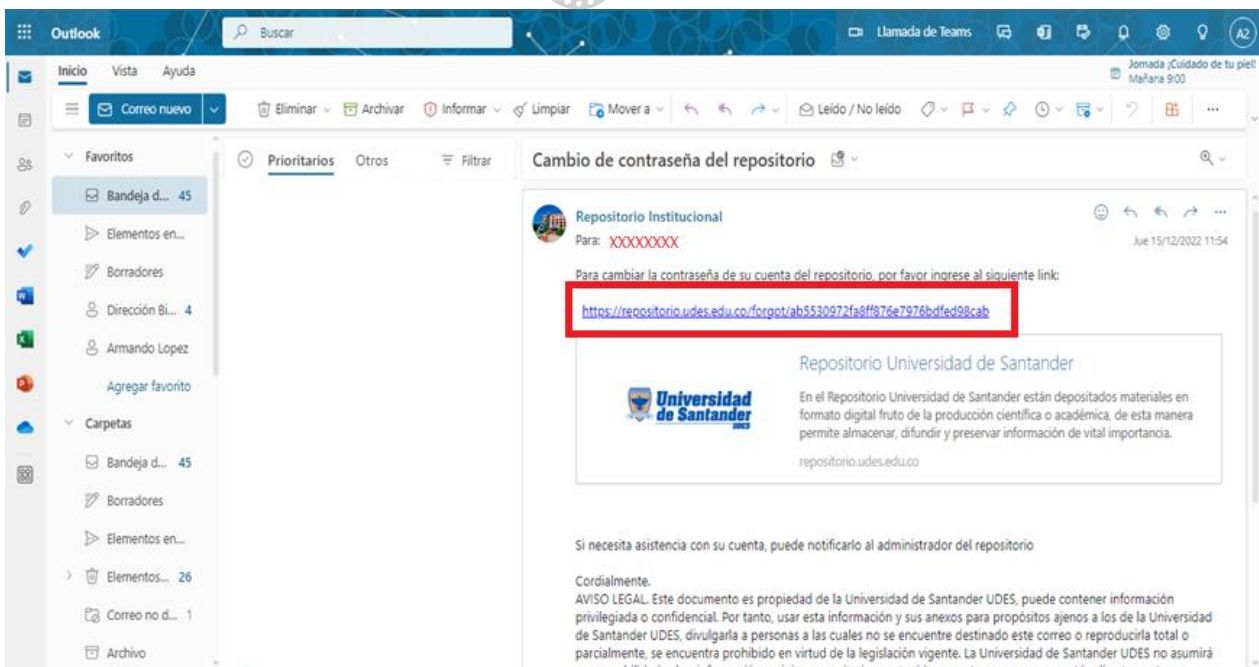 Outlook
Buscar
Llamada de Teams
A2
Inicio Vista Ayuda
Jornada ¡Cuidado de tu piel!
Mañana 9:00
Correo nuevo
Eliminar Archivar Informar Limpiar Mover a Leído / No leído
Favoritos
Bandeja d... 45
Elementos en...
Borradores
Dirección Bi... 4
Armando Lopez
Agregar favorito
Carpetas
Bandeja d... 45
Borradores
Elementos en...
Elementos... 26
Correo no d... 1
Archivo
Prioritarios Otros Filtrar
Cambio de contraseña del repositorio
Repositorio Institucional
Para: XXXXXXXX
Jue 15/12/2022 11:54
Para cambiar la contraseña de su cuenta del repositorio, por favor ingrese al siguiente link:
https://repositorio.udes.edu.co/forgot/ab5530972fa8ff876e7976bdfed98cab
Universidad
de Santander
UDES
Repositorio Universidad de Santander
En el Repositorio Universidad de Santander están depositados materiales en
formato digital fruto de la producción científica o académica, de esta manera
permite almacenar, difundir y preservar información de vital importancia.
repositorio.udes.edu.co
Si necesita asistencia con su cuenta, puede notificarlo al administrador del repositorio
Cordialmente.
AVISO LEGAL. Este documento es propiedad de la Universidad de Santander UDES, puede contener información
privilegiada o confidencial. Por tanto, usar esta información y sus anexos para propósitos ajenos a los de la Universidad
de Santander UDES, divulgarla a personas a las cuales no se encuentre destinado este correo o reproducirla total o
parcialmente, se encuentra prohibido en virtud de la legislación vigente. La Universidad de Santander UDES no asumirá